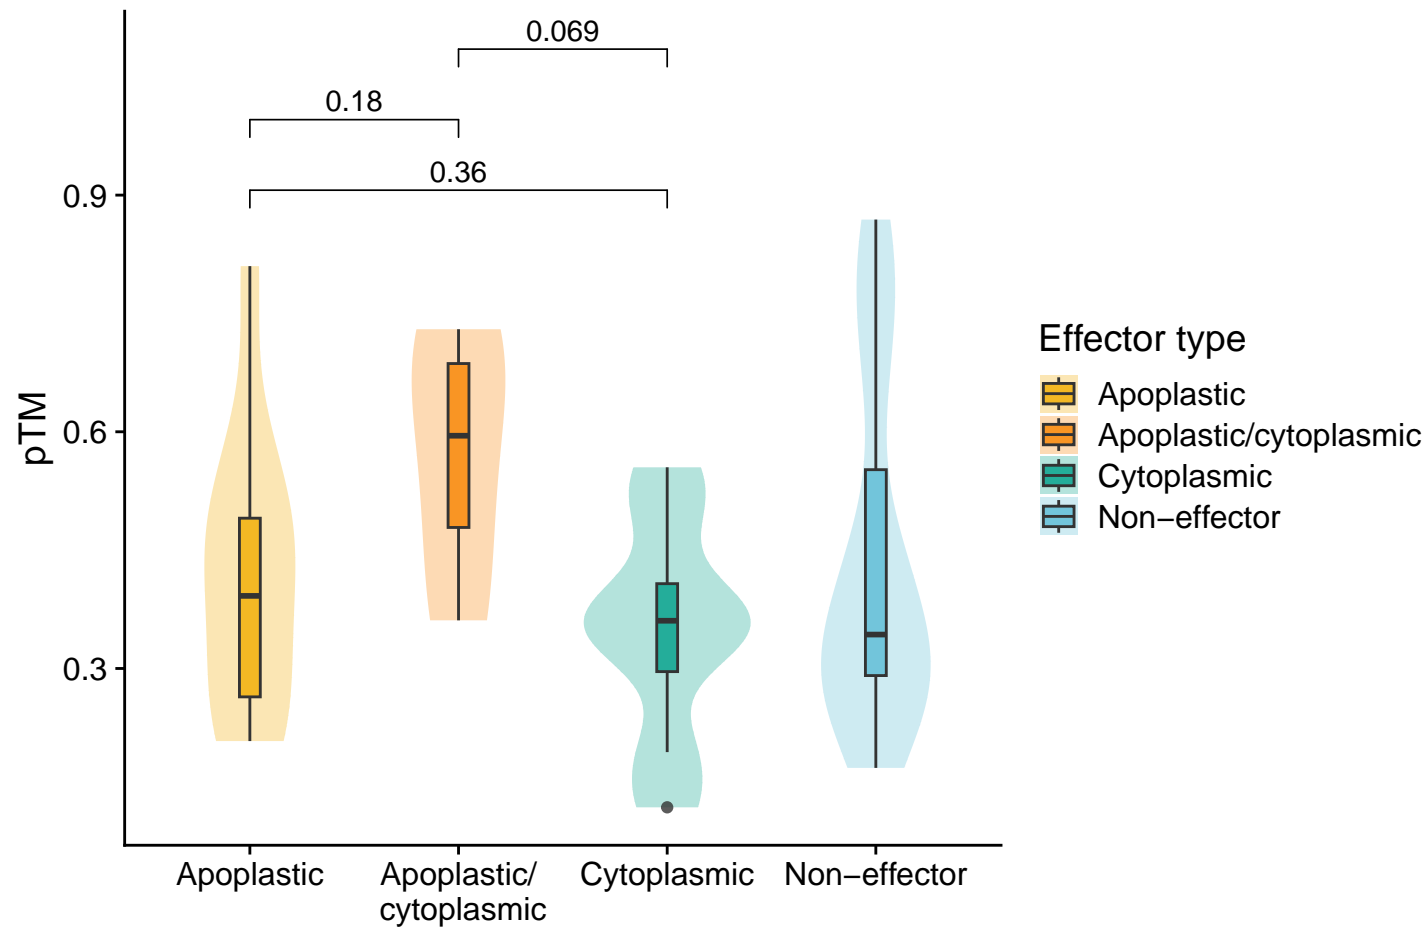 0.069
0.18
0.36
0.9
0.6
0.3
pTM
Apoplastic
Apoplastic/
cytoplasmic
Cytoplasmic
Non−effector
Effector type
Apoplastic
Apoplastic/cytoplasmic
Cytoplasmic
Non−effector